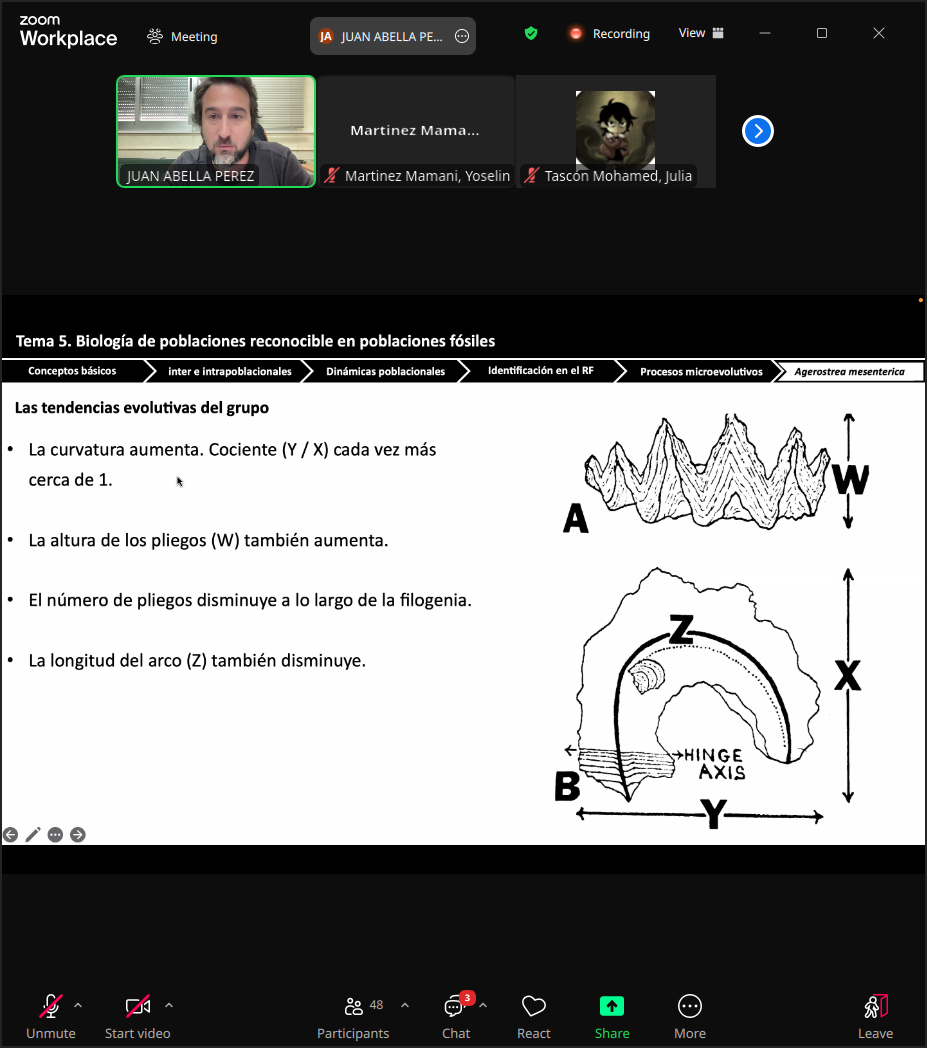 zoom
Workplace
Meeting
JA JUAN ABELLA PE...
Recording
View
Martinez Mama...
JUAN ABELLA PEREZ
Martinez Mamani, Yoselin
Tascón Mohamed, Julia
Tema 5. Biología de poblaciones reconocible en poblaciones fósiles
Conceptos básicos
inter e intrapoblacionales
Dinámicas poblacionales
Identificación en el RF
Procesos microevolutivos
Agerostrea mesenterica
Las tendencias evolutivas del grupo
• La curvatura aumenta. Cociente (Y / X) cada vez más
cerca de 1.
• La altura de los pliegos (W) también aumenta.
• El número de pliegos disminuye a lo largo de la filogenia.
• La longitud del arco (Z) también disminuye.
W
A
Z
X
HINGE
AXIS
B
Y
48
3
Unmute
Start video
Participants
Chat
React
Share
More
Leave